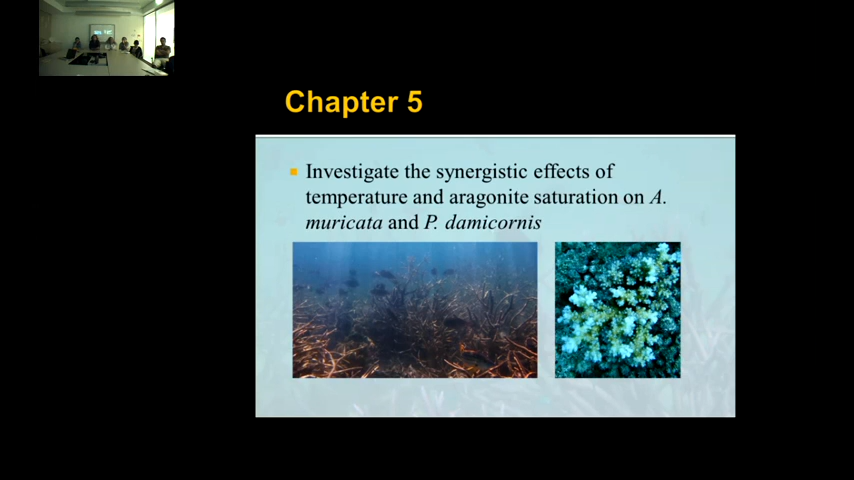 Chapter 5
Investigate the synergistic effects of
temperature and aragonite saturation on A.
muricata and P. damicornis